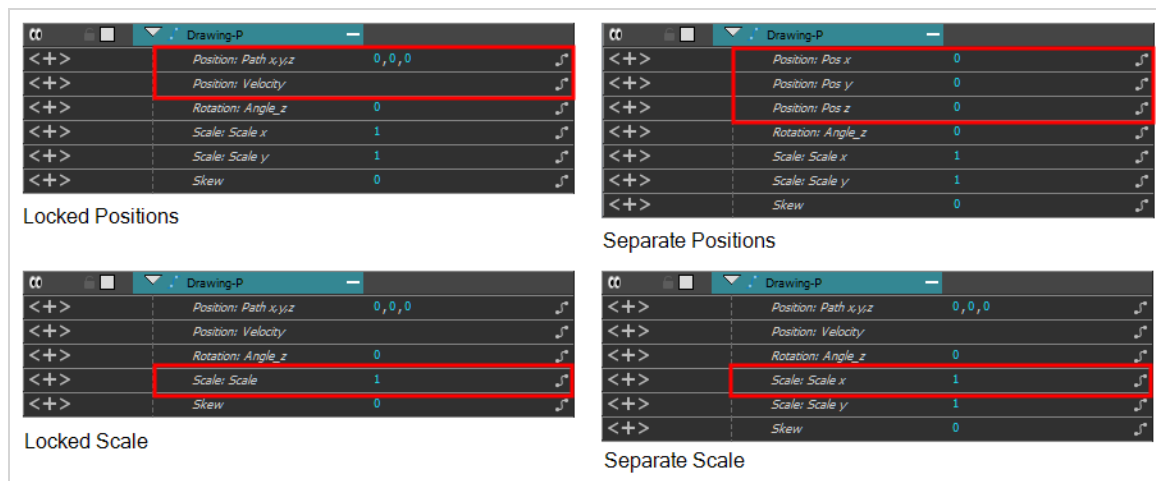 Drawing-P
Position: Path x,y,z 0,0,0
Position: Velocity
Rotation: Angle_z 0
Scale: Scale x 1
Scale: Scale y 1
Skew 0
Locked Positions
Drawing-P
Position: Pos x 0
Position: Pos y 0
Position: Pos z 0
Rotation: Angle_z 0
Scale: Scale x 1
Scale: Scale y 1
Skew 0
Separate Positions
Drawing-P
Position: Path x,y,z 0,0,0
Position: Velocity
Rotation: Angle_z 0
Scale: Scale 1
Skew 0
Locked Scale
Drawing-P
Position: Path x,y,z 0,0,0
Position: Velocity
Rotation: Angle_z 0
Scale: Scale x 1
Scale: Scale y 1
Skew 0
Separate Scale